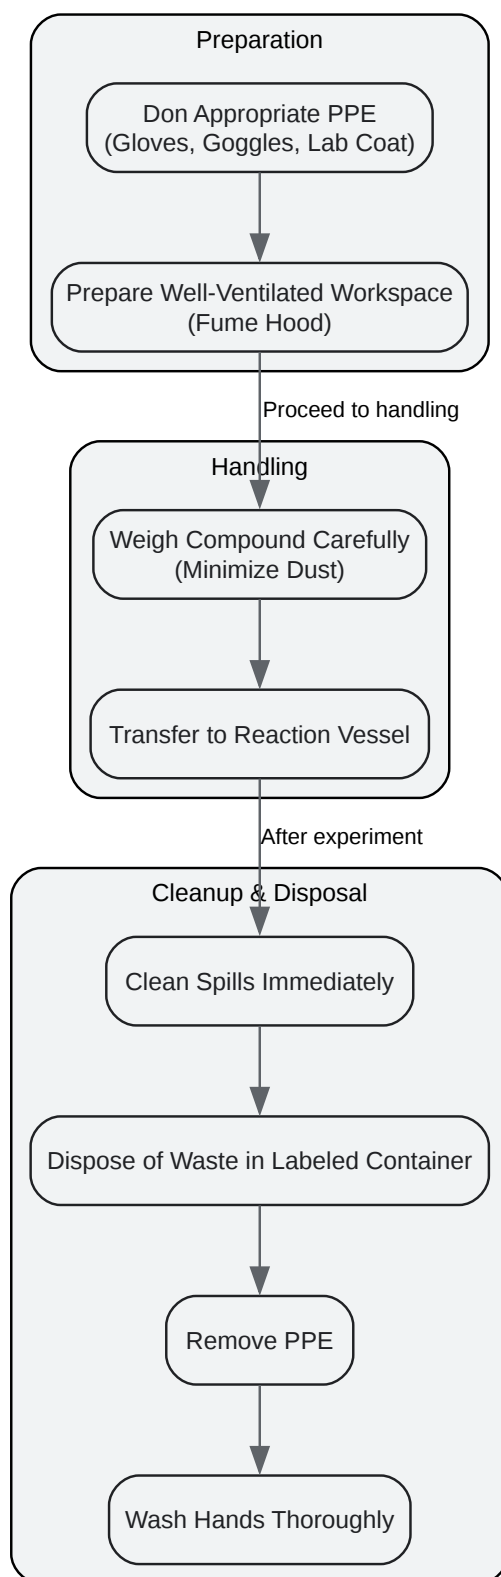 Preparation
Don Appropriate PPE
(Gloves, Goggles, Lab Coat)
Prepare Well-Ventilated Workspace
(Fume Hood)
Proceed to handling
Handling
Weigh Compound Carefully
(Minimize Dust)
Transfer to Reaction Vessel
After experiment
Cleanup & Disposal
Clean Spills Immediately
Dispose of Waste in Labeled Container
Remove PPE
Wash Hands Thoroughly